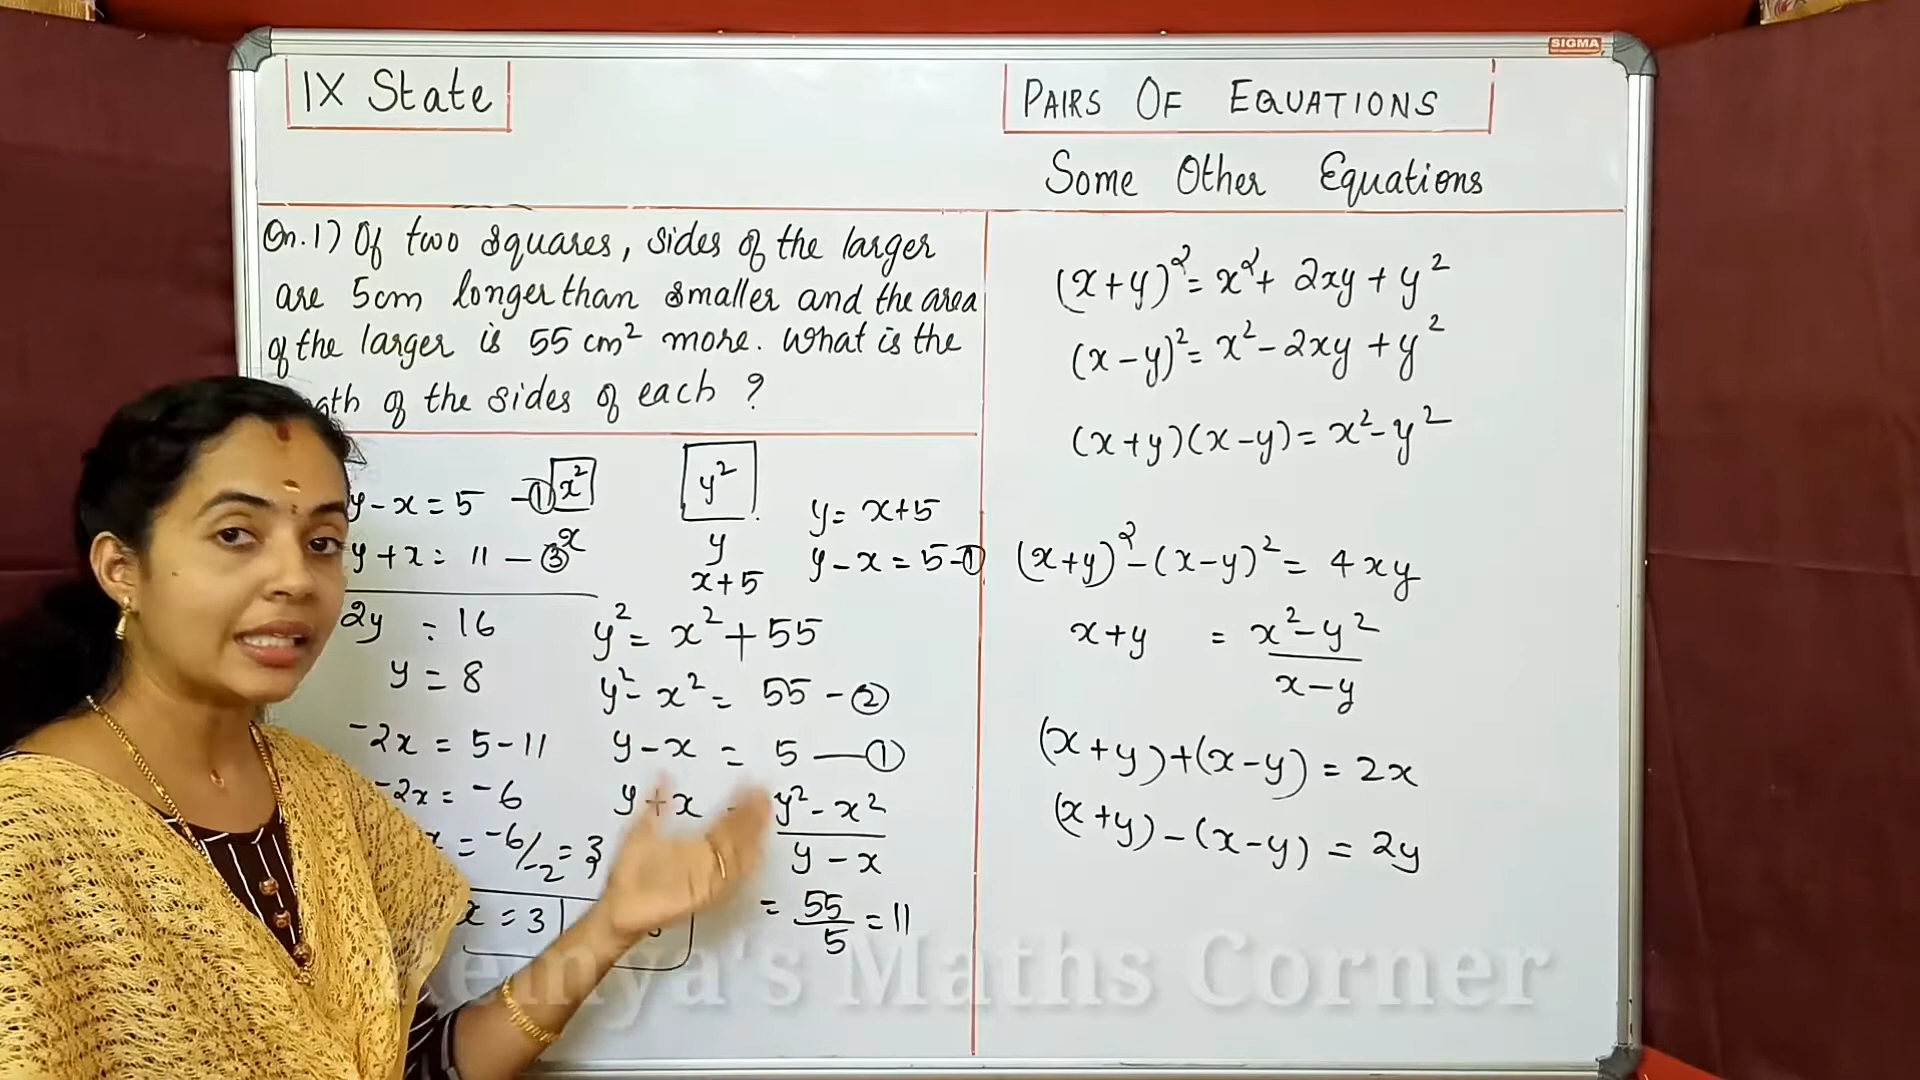 SIGMA
IX State
PAIRS OF EQUATIONS
Some Other Equations
Qn.1) Of two squares, sides of the larger
are 5cm longer than smaller and the area
of the larger is 55 cm² more. What is the
of the sides of each ?
y-x = 5 -①
y+x = 11 -③
2y = 16
y = 8
-2x = 5-11
-2x = -6
= -6/-2 = 3
x = 3
x²
x
y²
y
x+5
y = x+5
y-x = 5-①
y² = x²+55
y²-x² = 55 -②
y-x = 5 —①
y+x = y²-x²/y-x
= 55/5 = 11
(x+y)² = x²+ 2xy + y²
(x-y)² = x²-2xy + y²
(x+y)(x-y) = x²-y²
(x+y)²-(x-y)² = 4xy
x+y = x²-y²/x-y
(x+y)+(x-y) = 2x
(x+y)-(x-y) = 2y
Remya's Maths Corner